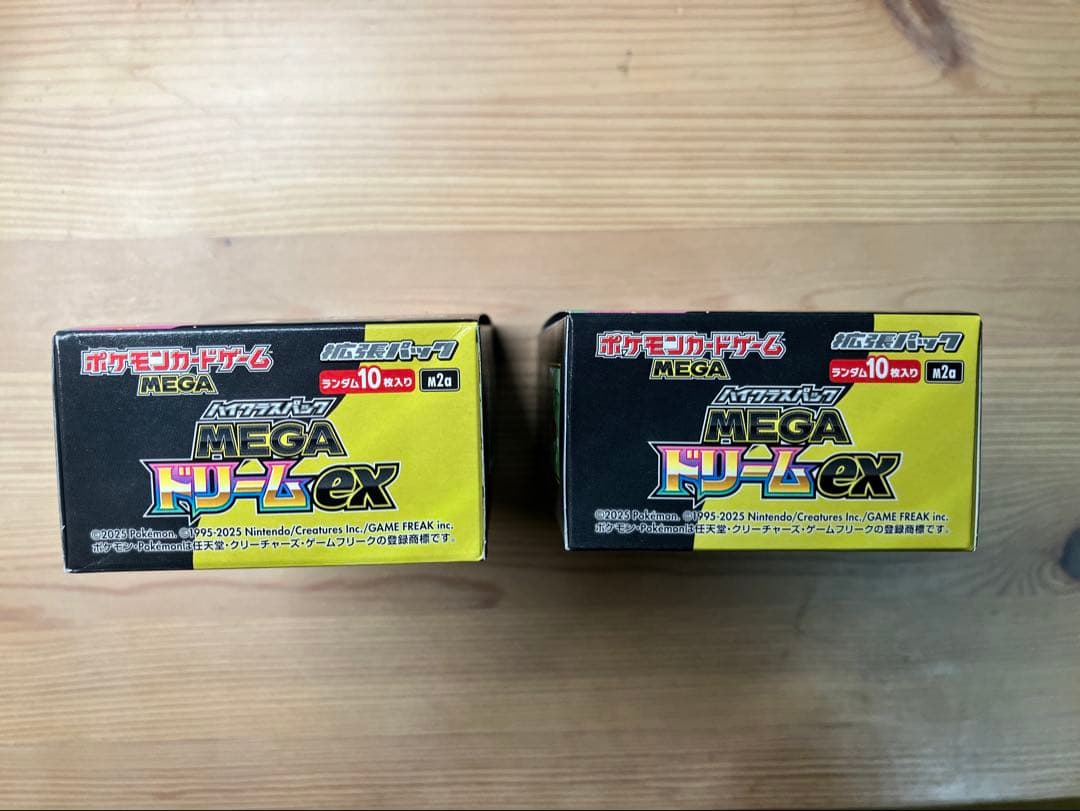 ポケモンカードゲーム
MEGA
拡張パック
ランダム10枚入り
m2a
ハイクラスパック
MEGA
ドリームex
©2025 Pokémon. ©1995-2025 Nintendo/Creatures Inc./GAME FREAK inc.
ポケモン・Pokémonは任天堂・クリーチャーズ・ゲームフリークの登録商標です。
ポケモンカードゲーム
MEGA
拡張パック
ランダム10枚入り
m2a
ハイクラスパック
MEGA
ドリームex
©2025 Pokémon. ©1995-2025 Nintendo/Creatures Inc./GAME FREAK inc.
ポケモン・Pokémonは任天堂・クリーチャーズ・ゲームフリークの登録商標です。